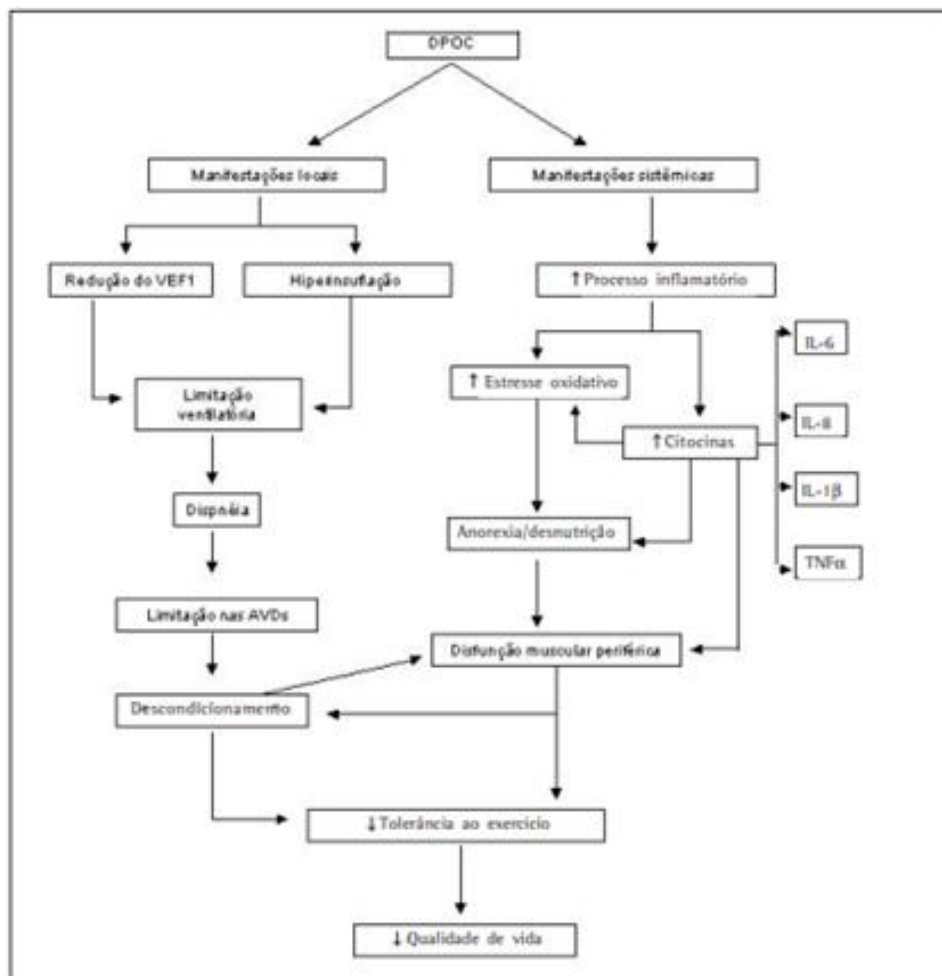 DPOC
Manifestações locais
Manifestações sistêmicas
Redução do VEF1
Hiperinsuflação
↑Processo inflamatório
IL-6
↑ Estresse oxidativo
Limitação
ventilatória
IL-8
↑Citocinas
IL-1β
Dispnéia
Anorexia/desnutrição
TNFα
Limitação nas AVDs
Disfunção muscular periférica
Descondicionamento
↓Tolerância ao exercício
↓Qualidade de vida